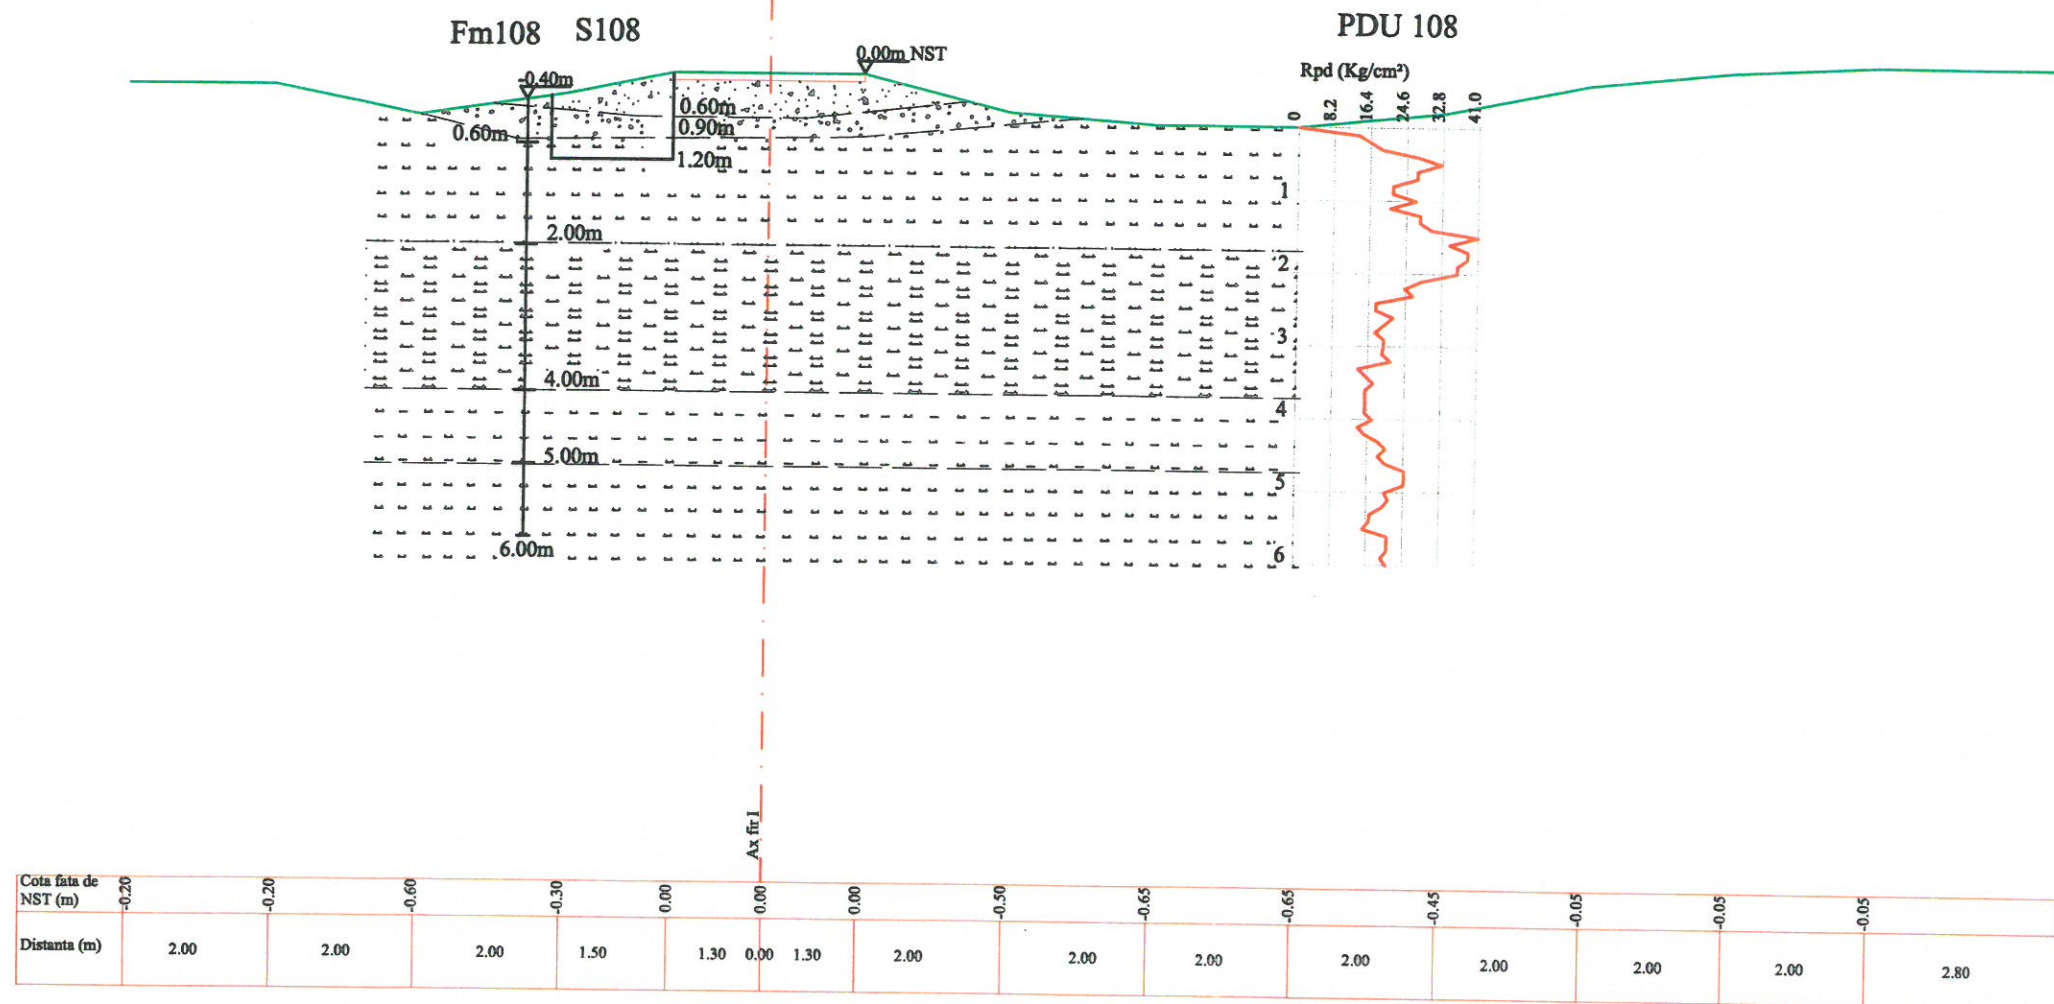 Fm108 S108 PDU 108
0.00m NST
-0.40m
Rpd (Kg/cm²)
0 8.2 16.4 24.6 32.8 41.0
0.60m
0.60m
0.90m
1.20m
1
2.00m
2
3
4.00m
4
5.00m
5
6.00m
6
Ax fir I
Cota fata de
NST (m)
-0.20 -0.20 -0.60 -0.30 0.00 0.00 0.00 -0.50 -0.65 -0.65 -0.45 -0.05 -0.05 -0.05
Distanta (m) 2.00 2.00 2.00 1.50 1.30 0.00 1.30 2.00 2.00 2.00 2.00 2.00 2.00 2.00 2.80